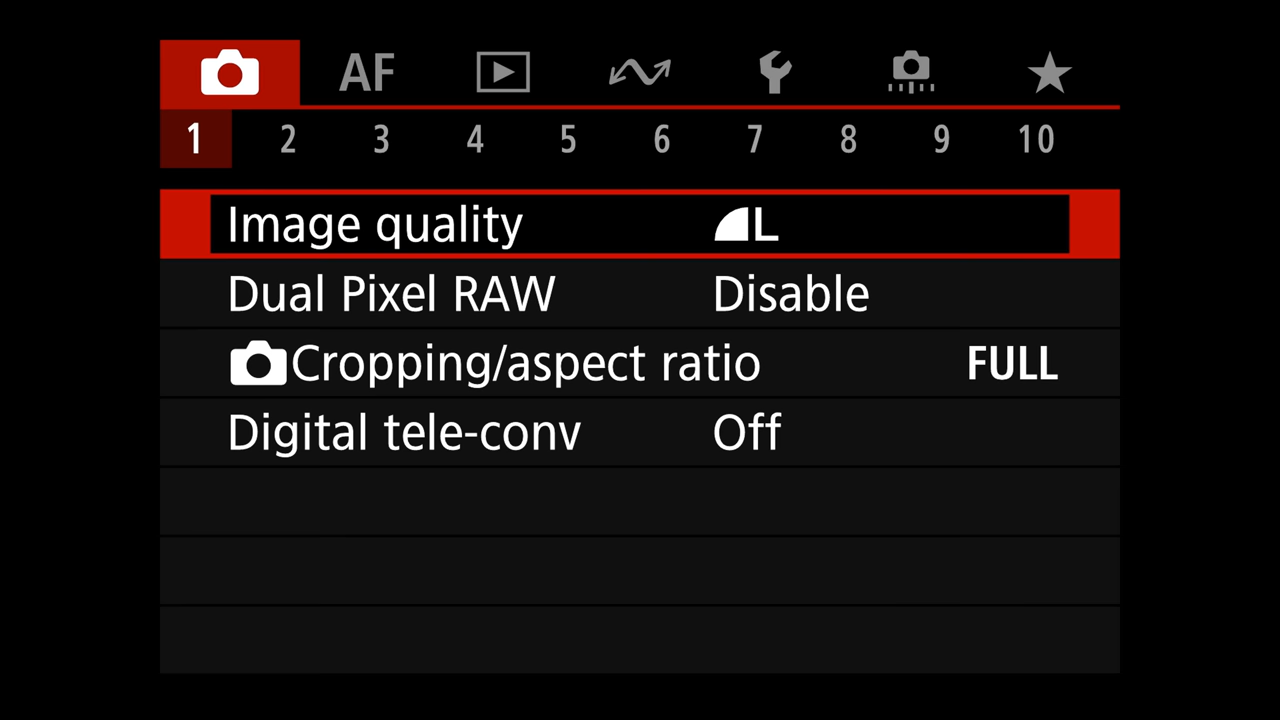 AF
1 2 3 4 5 6 7 8 9 10
Image quality L
Dual Pixel RAW Disable
Cropping/aspect ratio FULL
Digital tele-conv Off